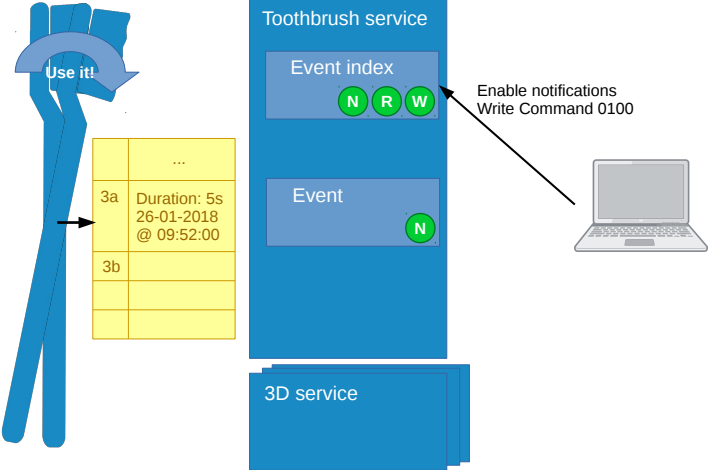 Toothbrush service
Event index
N R W
Use it!
Enable notifications
Write Command 0100
...
3a
Duration: 5s
26-01-2018
@ 09:52:00
3b
Event
N
3D service